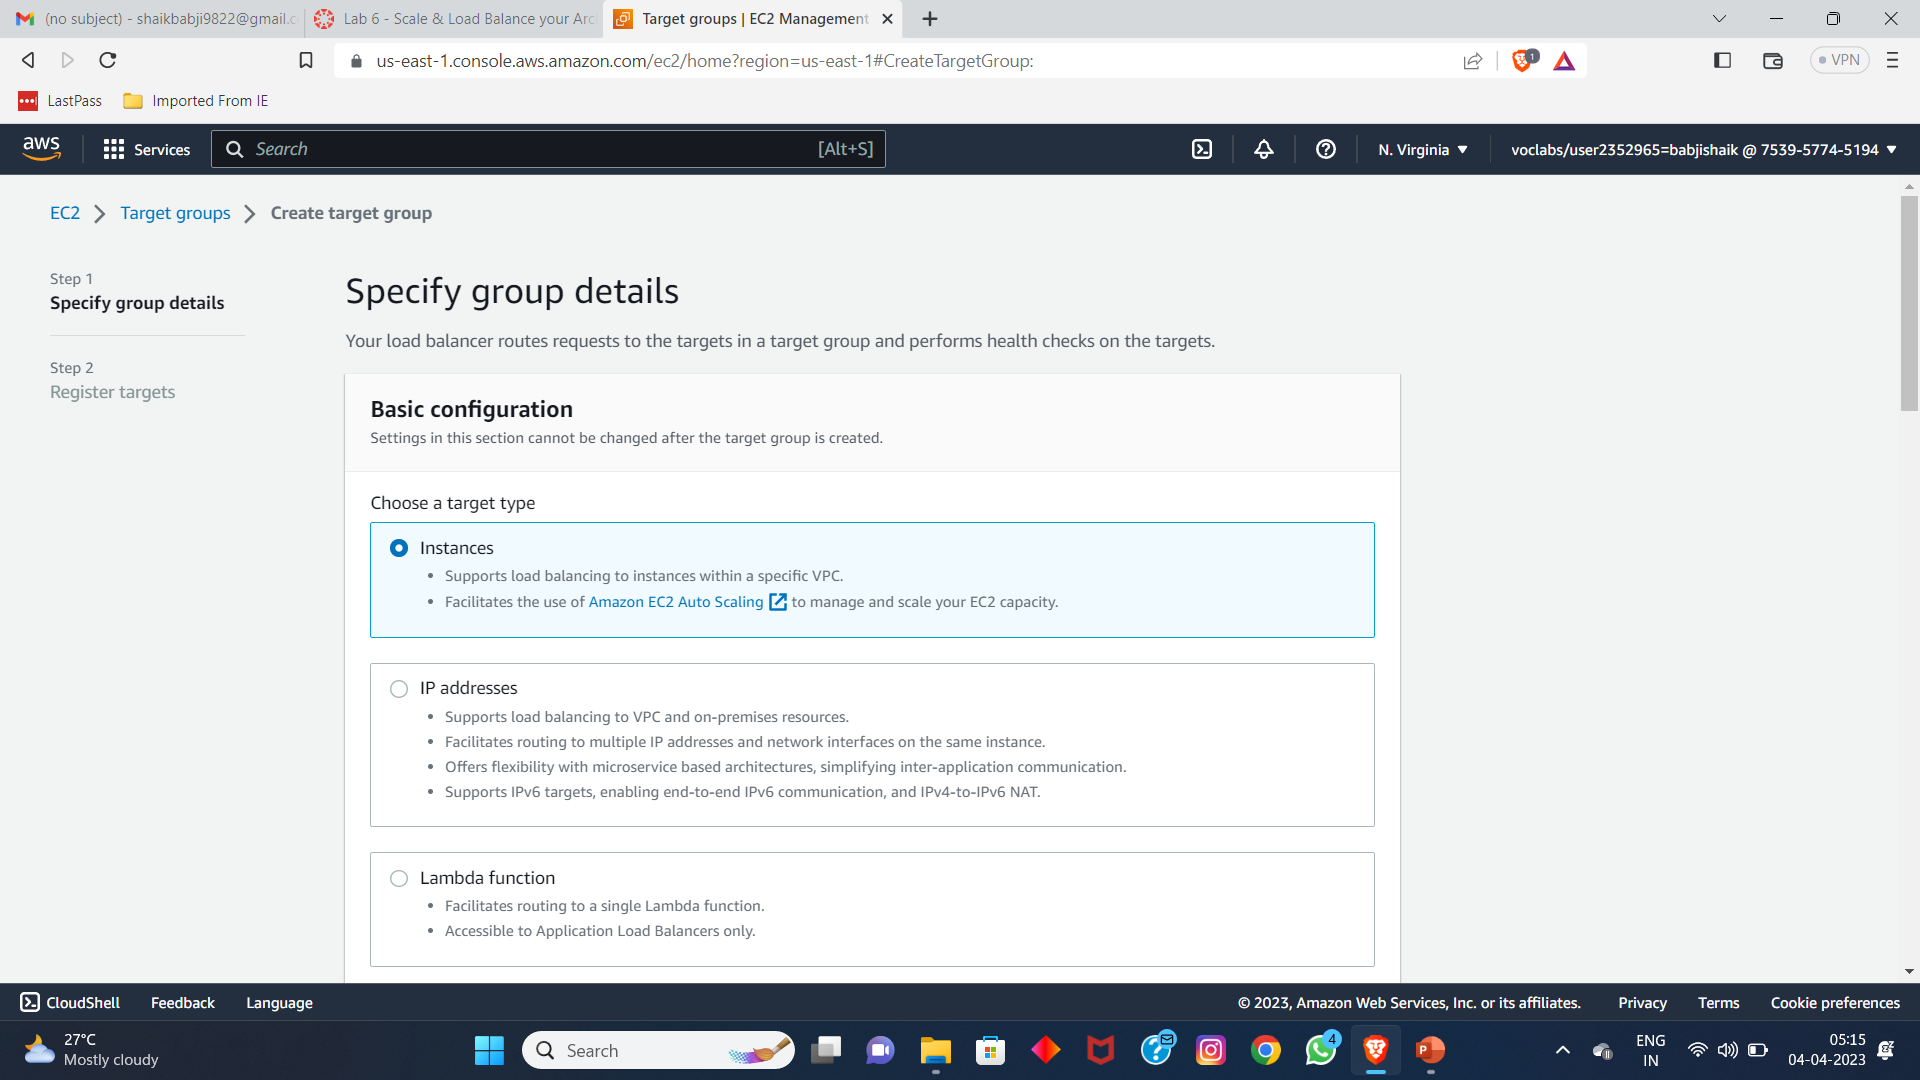 (no subject) - shaikbabji9822@gmail.c
Lab 6 - Scale & Load Balance your Arc
Target groups | EC2 Management
us-east-1.console.aws.amazon.com/ec2/home?region=us-east-1#CreateTargetGroup:
1
VPN
LastPass
Imported From IE
aws
Services
Search
[Alt+S]
N. Virginia
voclabs/user2352965=babjishaik @ 7539-5774-5194
EC2
Target groups
Create target group
Step 1
Specify group details
Step 2
Register targets
Specify group details
Your load balancer routes requests to the targets in a target group and performs health checks on the targets.
Basic configuration
Settings in this section cannot be changed after the target group is created.
Choose a target type
Instances
• Supports load balancing to instances within a specific VPC.
• Facilitates the use of Amazon EC2 Auto Scaling to manage and scale your EC2 capacity.
IP addresses
• Supports load balancing to VPC and on-premises resources.
• Facilitates routing to multiple IP addresses and network interfaces on the same instance.
• Offers flexibility with microservice based architectures, simplifying inter-application communication.
• Supports IPv6 targets, enabling end-to-end IPv6 communication, and IPv4-to-IPv6 NAT.
Lambda function
• Facilitates routing to a single Lambda function.
• Accessible to Application Load Balancers only.
CloudShell
Feedback
Language
© 2023, Amazon Web Services, Inc. or its affiliates.
Privacy
Terms
Cookie preferences
27°C
Mostly cloudy
Search
4
P
ENG
IN
05:15
04-04-2023